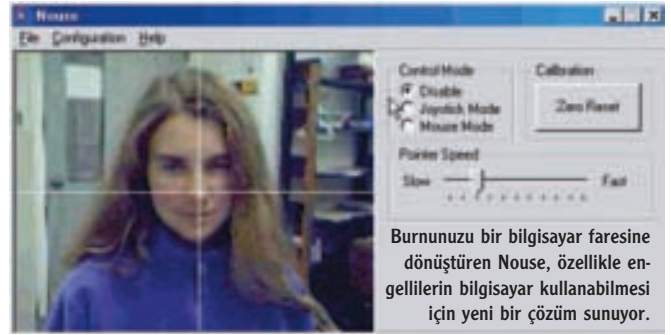 Nouse
File Configuration Help
Control Mode
Disable
Joystick Mode
Mouse Mode
Calibration
Zero Reset
Pointer Speed
Slow Fast
Burnunuzu bir bilgisayar faresine
dönüştüren Nouse, özellikle en-
gellilerin bilgisayar kullanabilmesi
için yeni bir çözüm sunuyor.